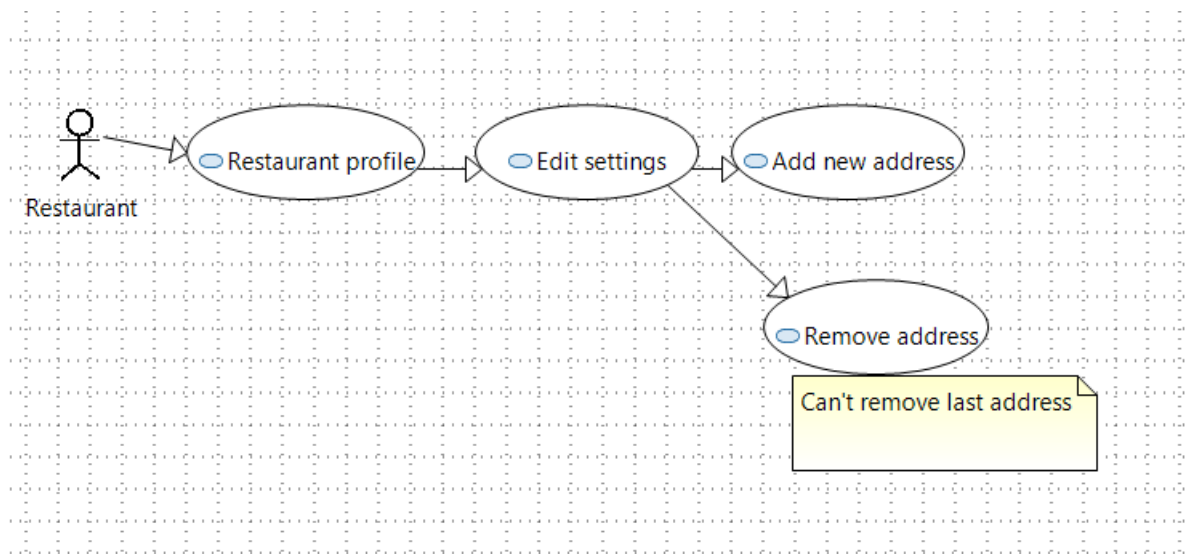 Restaurant profile
Edit settings
Add new address
Restaurant
Remove address
Can't remove last address